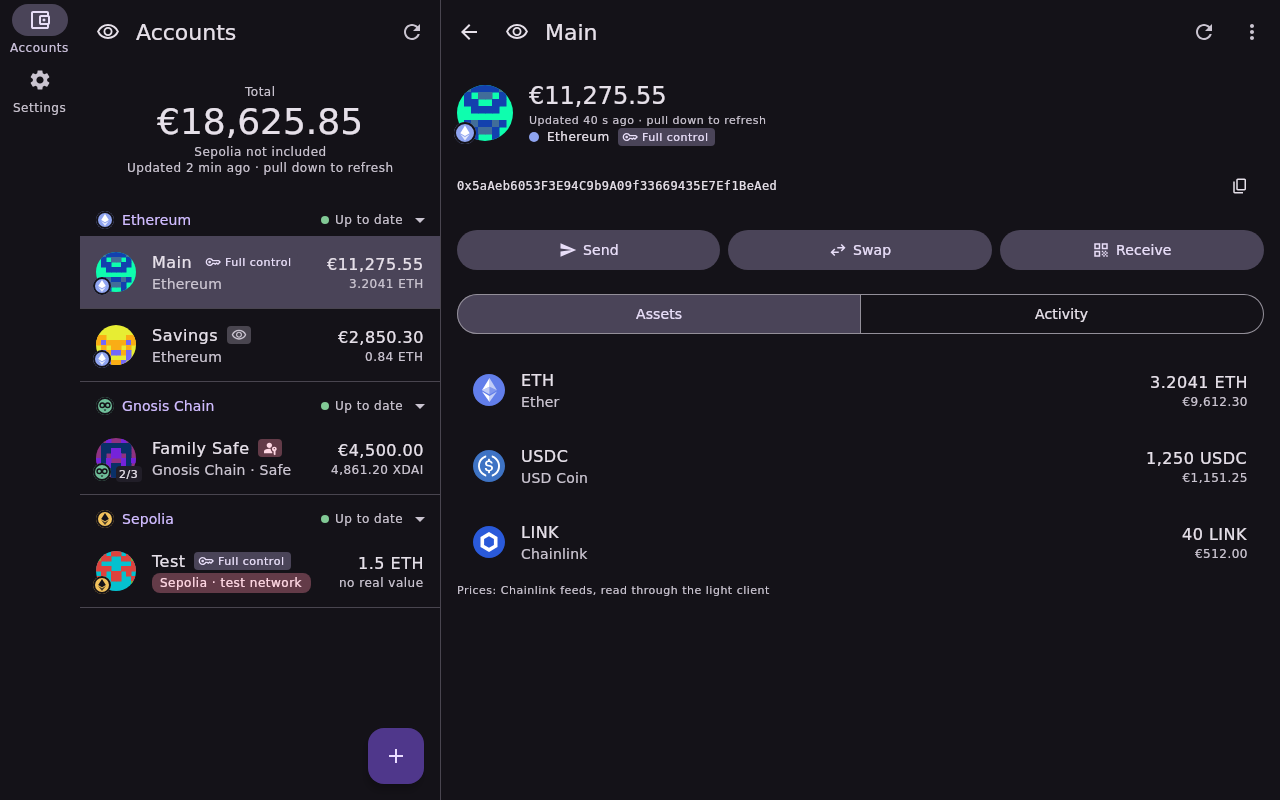 Accounts
Settings
Accounts
Total
€18,625.85
Sepolia not included
Updated 2 min ago · pull down to refresh
Ethereum
Up to date
Main
Full control
€11,275.55
Ethereum
3.2041 ETH
Savings
€2,850.30
Ethereum
0.84 ETH
Gnosis Chain
Up to date
Family Safe
€4,500.00
2/3
Gnosis Chain · Safe
4,861.20 XDAI
Sepolia
Up to date
Test
Full control
1.5 ETH
Sepolia · test network
no real value
Main
€11,275.55
Updated 40 s ago · pull down to refresh
Ethereum
Full control
0x5aAeb6053F3E94C9b9A09f33669435E7Ef1BeAed
Send
Swap
Receive
Assets
Activity
ETH
3.2041 ETH
Ether
€9,612.30
USDC
1,250 USDC
USD Coin
€1,151.25
LINK
40 LINK
Chainlink
€512.00
Prices: Chainlink feeds, read through the light client